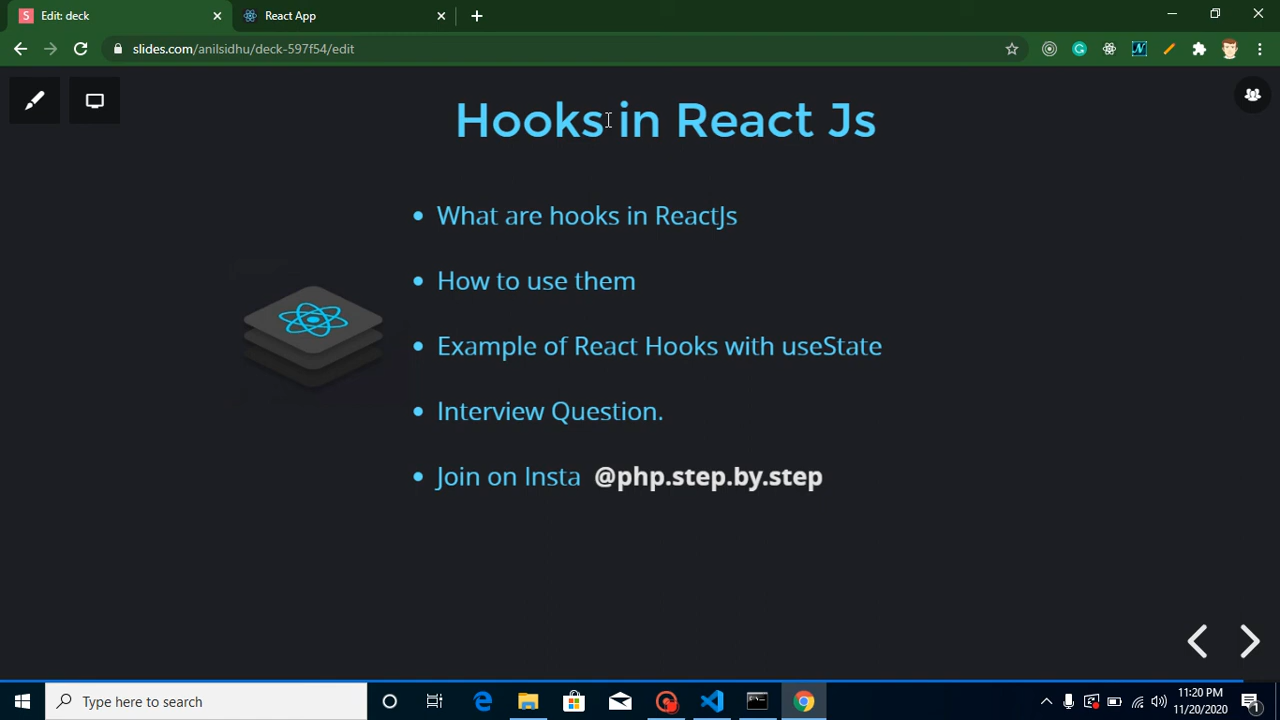 Edit: deck
React App
slides.com/anilsidhu/deck-597f54/edit
Hooks in React Js
What are hooks in ReactJs
How to use them
Example of React Hooks with useState
Interview Question.
Join on Insta @php.step.by.step
Type here to search
11:20 PM
11/20/2020